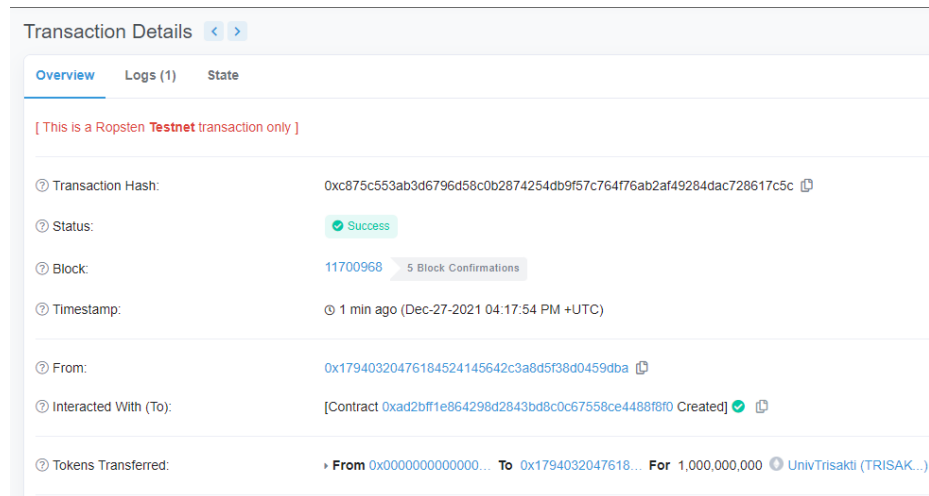 Transaction Details
Overview Logs (1) State
[ This is a Ropsten Testnet transaction only ]
Transaction Hash: 0xc875c553ab3d6796d58c0b2874254db9f57c764f76ab2af49284dac728617c5c
Status: Success
Block: 11700968 5 Block Confirmations
Timestamp: 1 min ago (Dec-27-2021 04:17:54 PM +UTC)
From: 0x17940320476184524145642c3a8d5f38d0459dba
Interacted With (To): [Contract 0xad2bff1e864298d2843bd8c0c67558ce4488f8f0 Created]
Tokens Transferred: From 0x0000000000000... To 0x1794032047618... For 1,000,000,000 UnivTrisakti (TRISAK...)